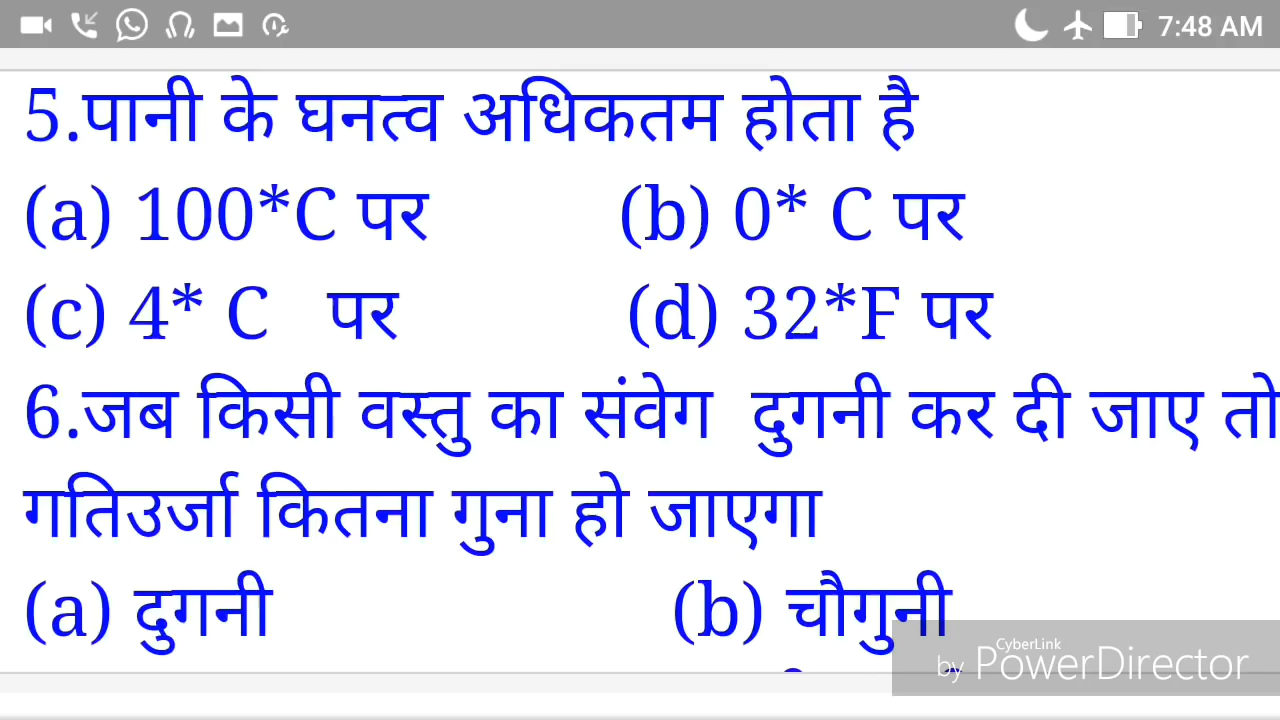 7:48 AM
5.पानी के घनत्व अधिकतम होता है
(a) 100*C पर (b) 0* C पर
(c) 4* C पर (d) 32*F पर
6.जब किसी वस्तु का संवेग दुगनी कर दी जाए तो
गतिउर्जा कितना गुना हो जाएगा
(a) दुगनी (b) चौगुनी
CyberLink
by PowerDirector